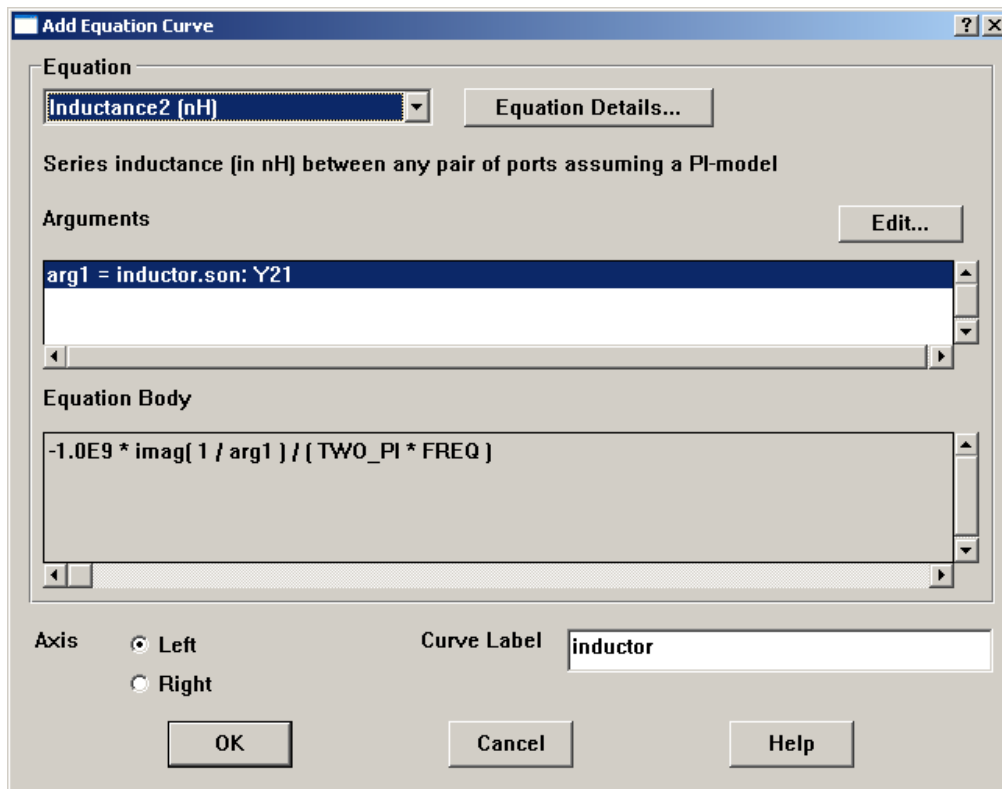 Add Equation Curve
Equation
Inductance2 (nH)
Equation Details...
Series inductance (in nH) between any pair of ports assuming a PI-model
Arguments
Edit...
arg1 = inductor.son: Y21
Equation Body
-1.0E9 * imag( 1 / arg1 ) / ( TWO_PI * FREQ )
Axis
Left
Right
Curve Label
inductor
OK
Cancel
Help